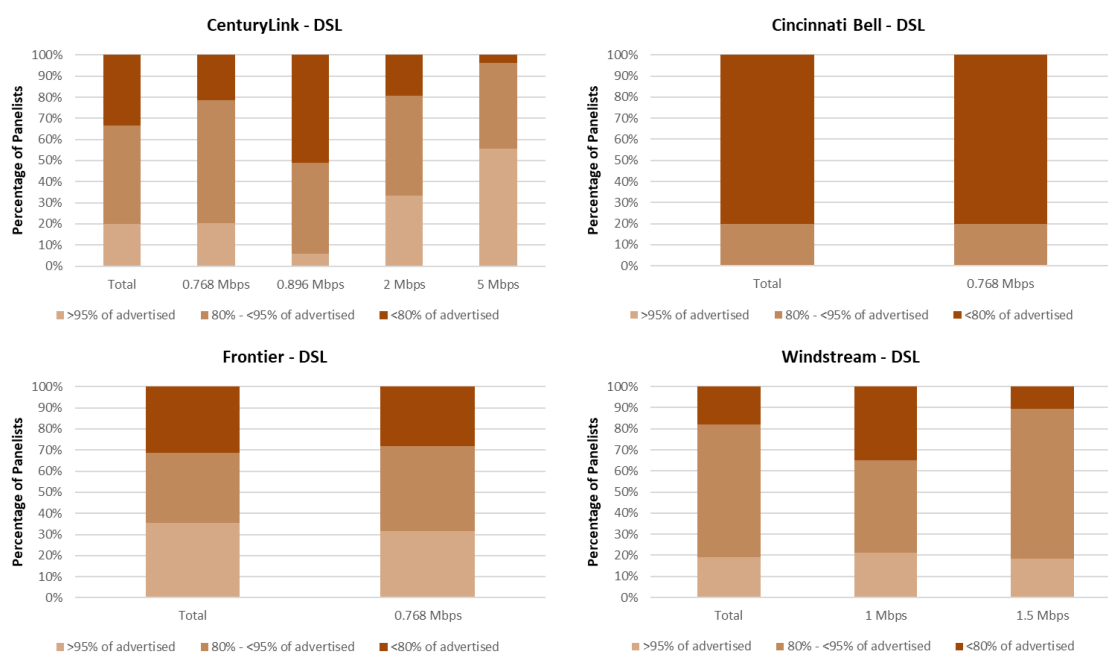 CenturyLink - DSL
Percentage of Panelists
100%
90%
80%
70%
60%
50%
40%
30%
20%
10%
0%
Total 0.768 Mbps 0.896 Mbps 2 Mbps 5 Mbps
>95% of advertised 80% - <95% of advertised <80% of advertised
Cincinnati Bell - DSL
Percentage of Panelists
100%
90%
80%
70%
60%
50%
40%
30%
20%
10%
0%
Total 0.768 Mbps
>95% of advertised 80% - <95% of advertised <80% of advertised
Frontier - DSL
Percentage of Panelists
100%
90%
80%
70%
60%
50%
40%
30%
20%
10%
0%
Total 0.768 Mbps
>95% of advertised 80% - <95% of advertised <80% of advertised
Windstream - DSL
Percentage of Panelists
100%
90%
80%
70%
60%
50%
40%
30%
20%
10%
0%
Total 1 Mbps 1.5 Mbps
>95% of advertised 80% - <95% of advertised <80% of advertised